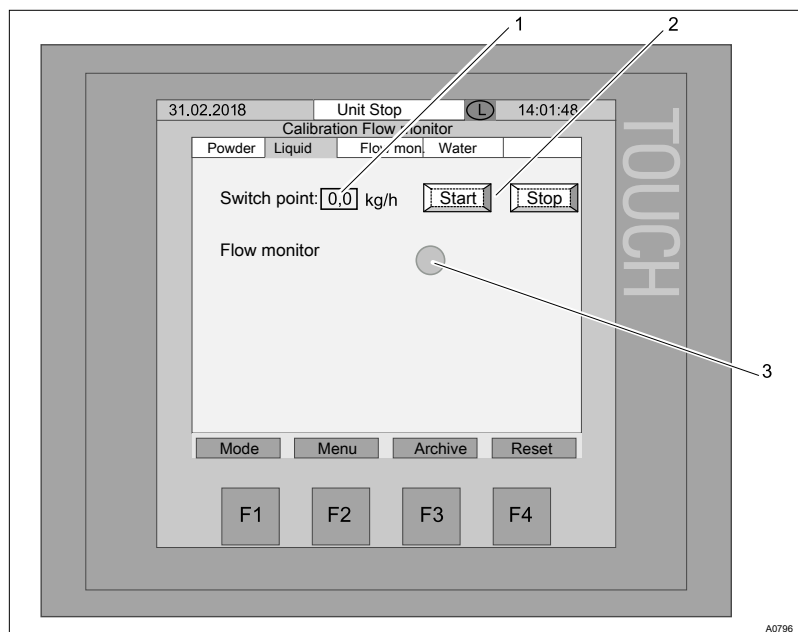 1 2
31.02.2018 Unit Stop L 14:01:48
Calibration Flow monitor
Powder Liquid Flow mon. Water
Switch point: 0,0 kg/h Start Stop
Flow monitor
3
Mode Menu Archive Reset
F1 F2 F3 F4
TOUCH
A0796